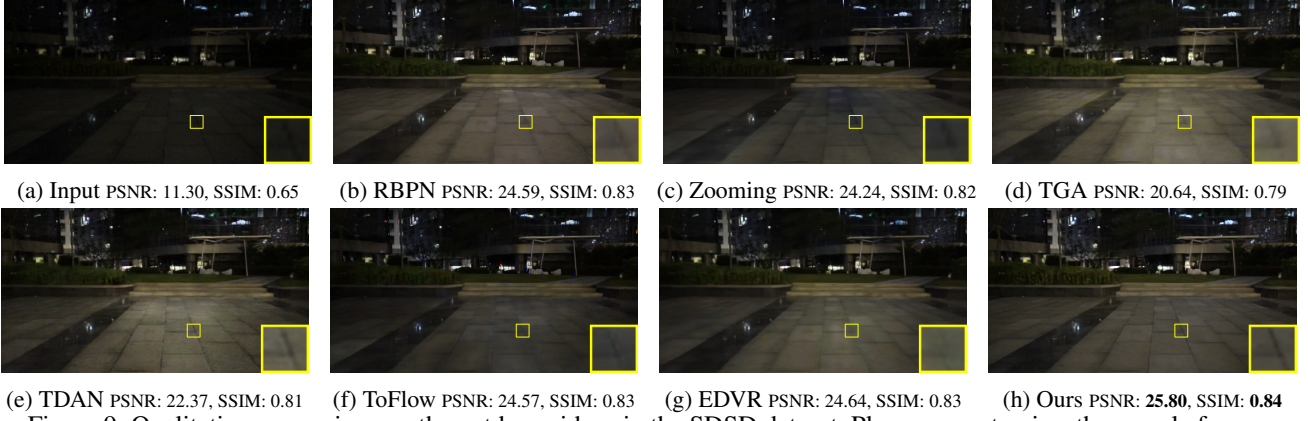 (a) Input PSNR: 11.30, SSIM: 0.65
(b) RBPN PSNR: 24.59, SSIM: 0.83
(c) Zooming PSNR: 24.24, SSIM: 0.82
(d) TGA PSNR: 20.64, SSIM: 0.79
(e) TDAN PSNR: 22.37, SSIM: 0.81
(f) ToFlow PSNR: 24.57, SSIM: 0.83
(g) EDVR PSNR: 24.64, SSIM: 0.83
(h) Ours PSNR: 25.80, SSIM: 0.84